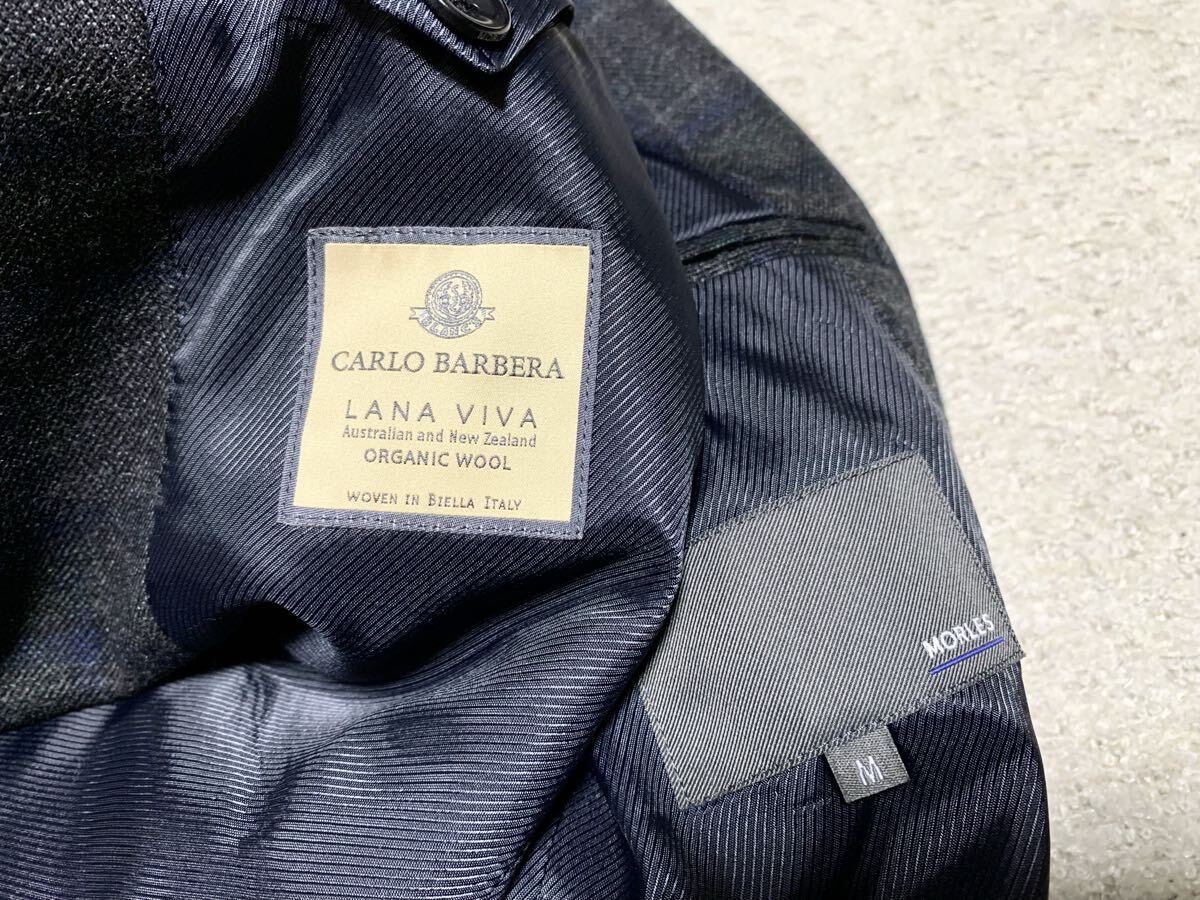 CARLO BARBERA
LANA VIVA
Australian and New Zealand
ORGANIC WOOL
WOVEN IN BIELLA ITALY
MORLES
M